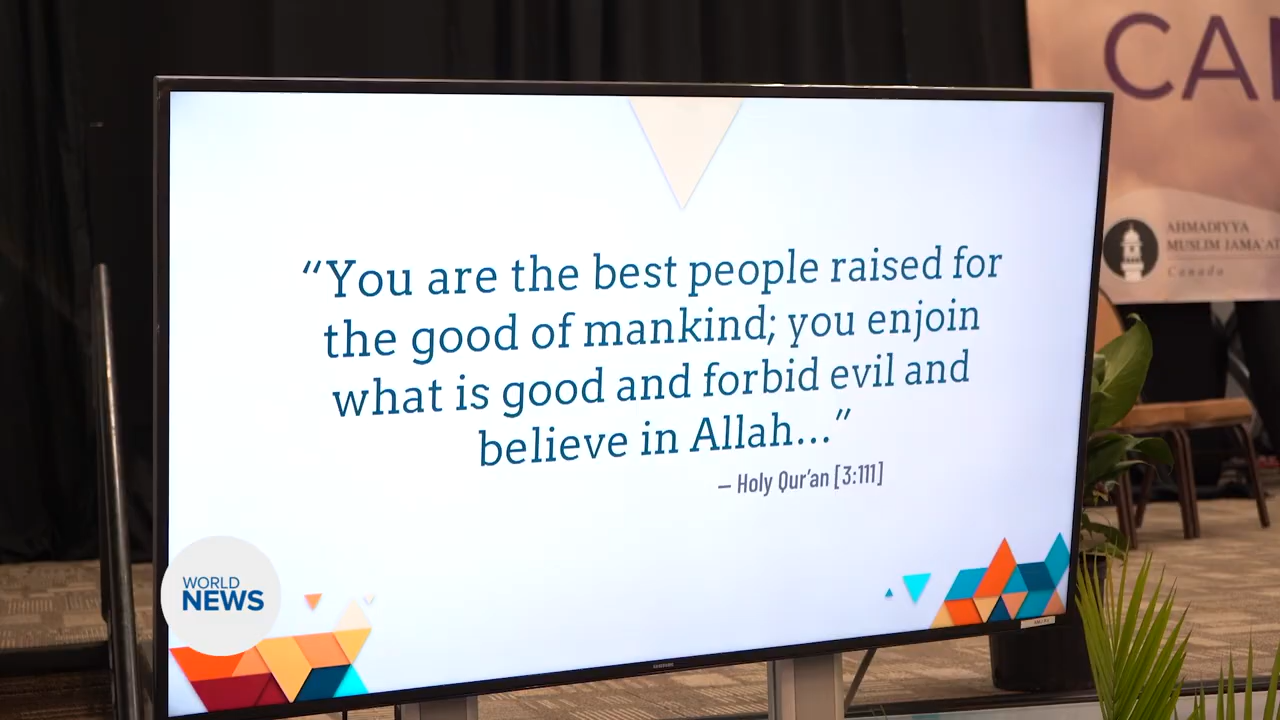 CA
AHMADIYYA
MUSLIM JAMA'AT
Canada
“You are the best people raised for
the good of mankind; you enjoin
what is good and forbid evil and
believe in Allah...”
– Holy Qur’an [3:111]
WORLD
NEWS
SAMSUNG